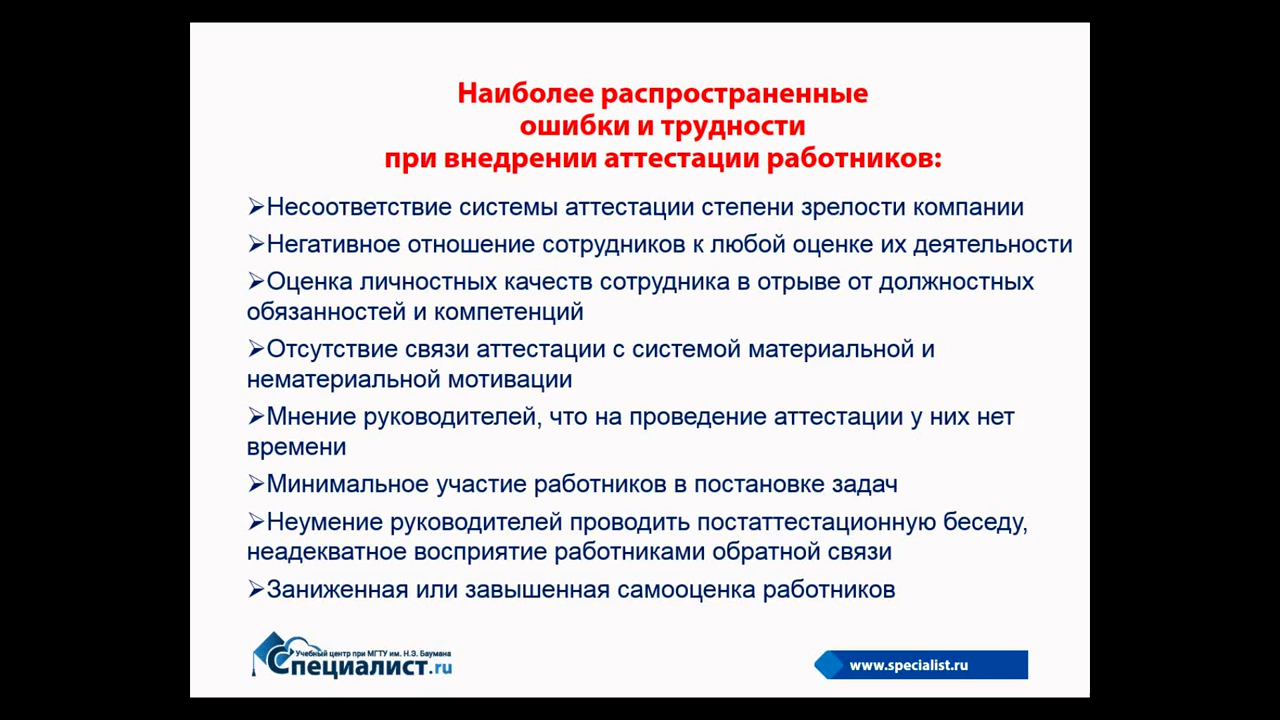 Наиболее распространенные
ошибки и трудности
при внедрении аттестации работников:
➢Несоответствие системы аттестации степени зрелости компании
➢Негативное отношение сотрудников к любой оценке их деятельности
➢Оценка личностных качеств сотрудника в отрыве от должностных
обязанностей и компетенций
➢Отсутствие связи аттестации с системой материальной и
нематериальной мотивации
➢Мнение руководителей, что на проведение аттестации у них нет
времени
➢Минимальное участие работников в постановке задач
➢Неумение руководителей проводить постаттестационную беседу,
неадекватное восприятие работниками обратной связи
➢Заниженная или завышенная самооценка работников
Учебный центр при МГТУ им. Н.Э. Баумана
Специалист.ru
www.specialist.ru